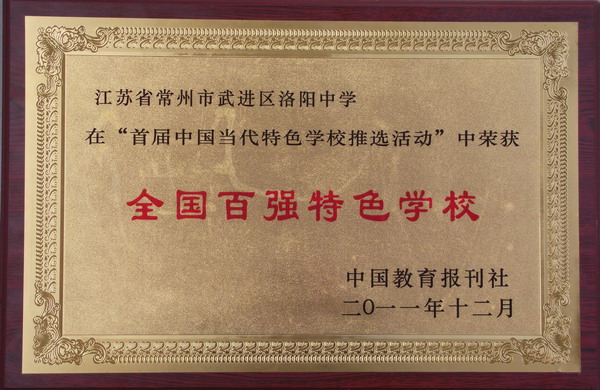 江苏省常州市武进区洛阳中学
在“首届中国当代特色学校推选活动”中荣获
全国百强特色学校
中国教育报刊社
二〇一一年十二月